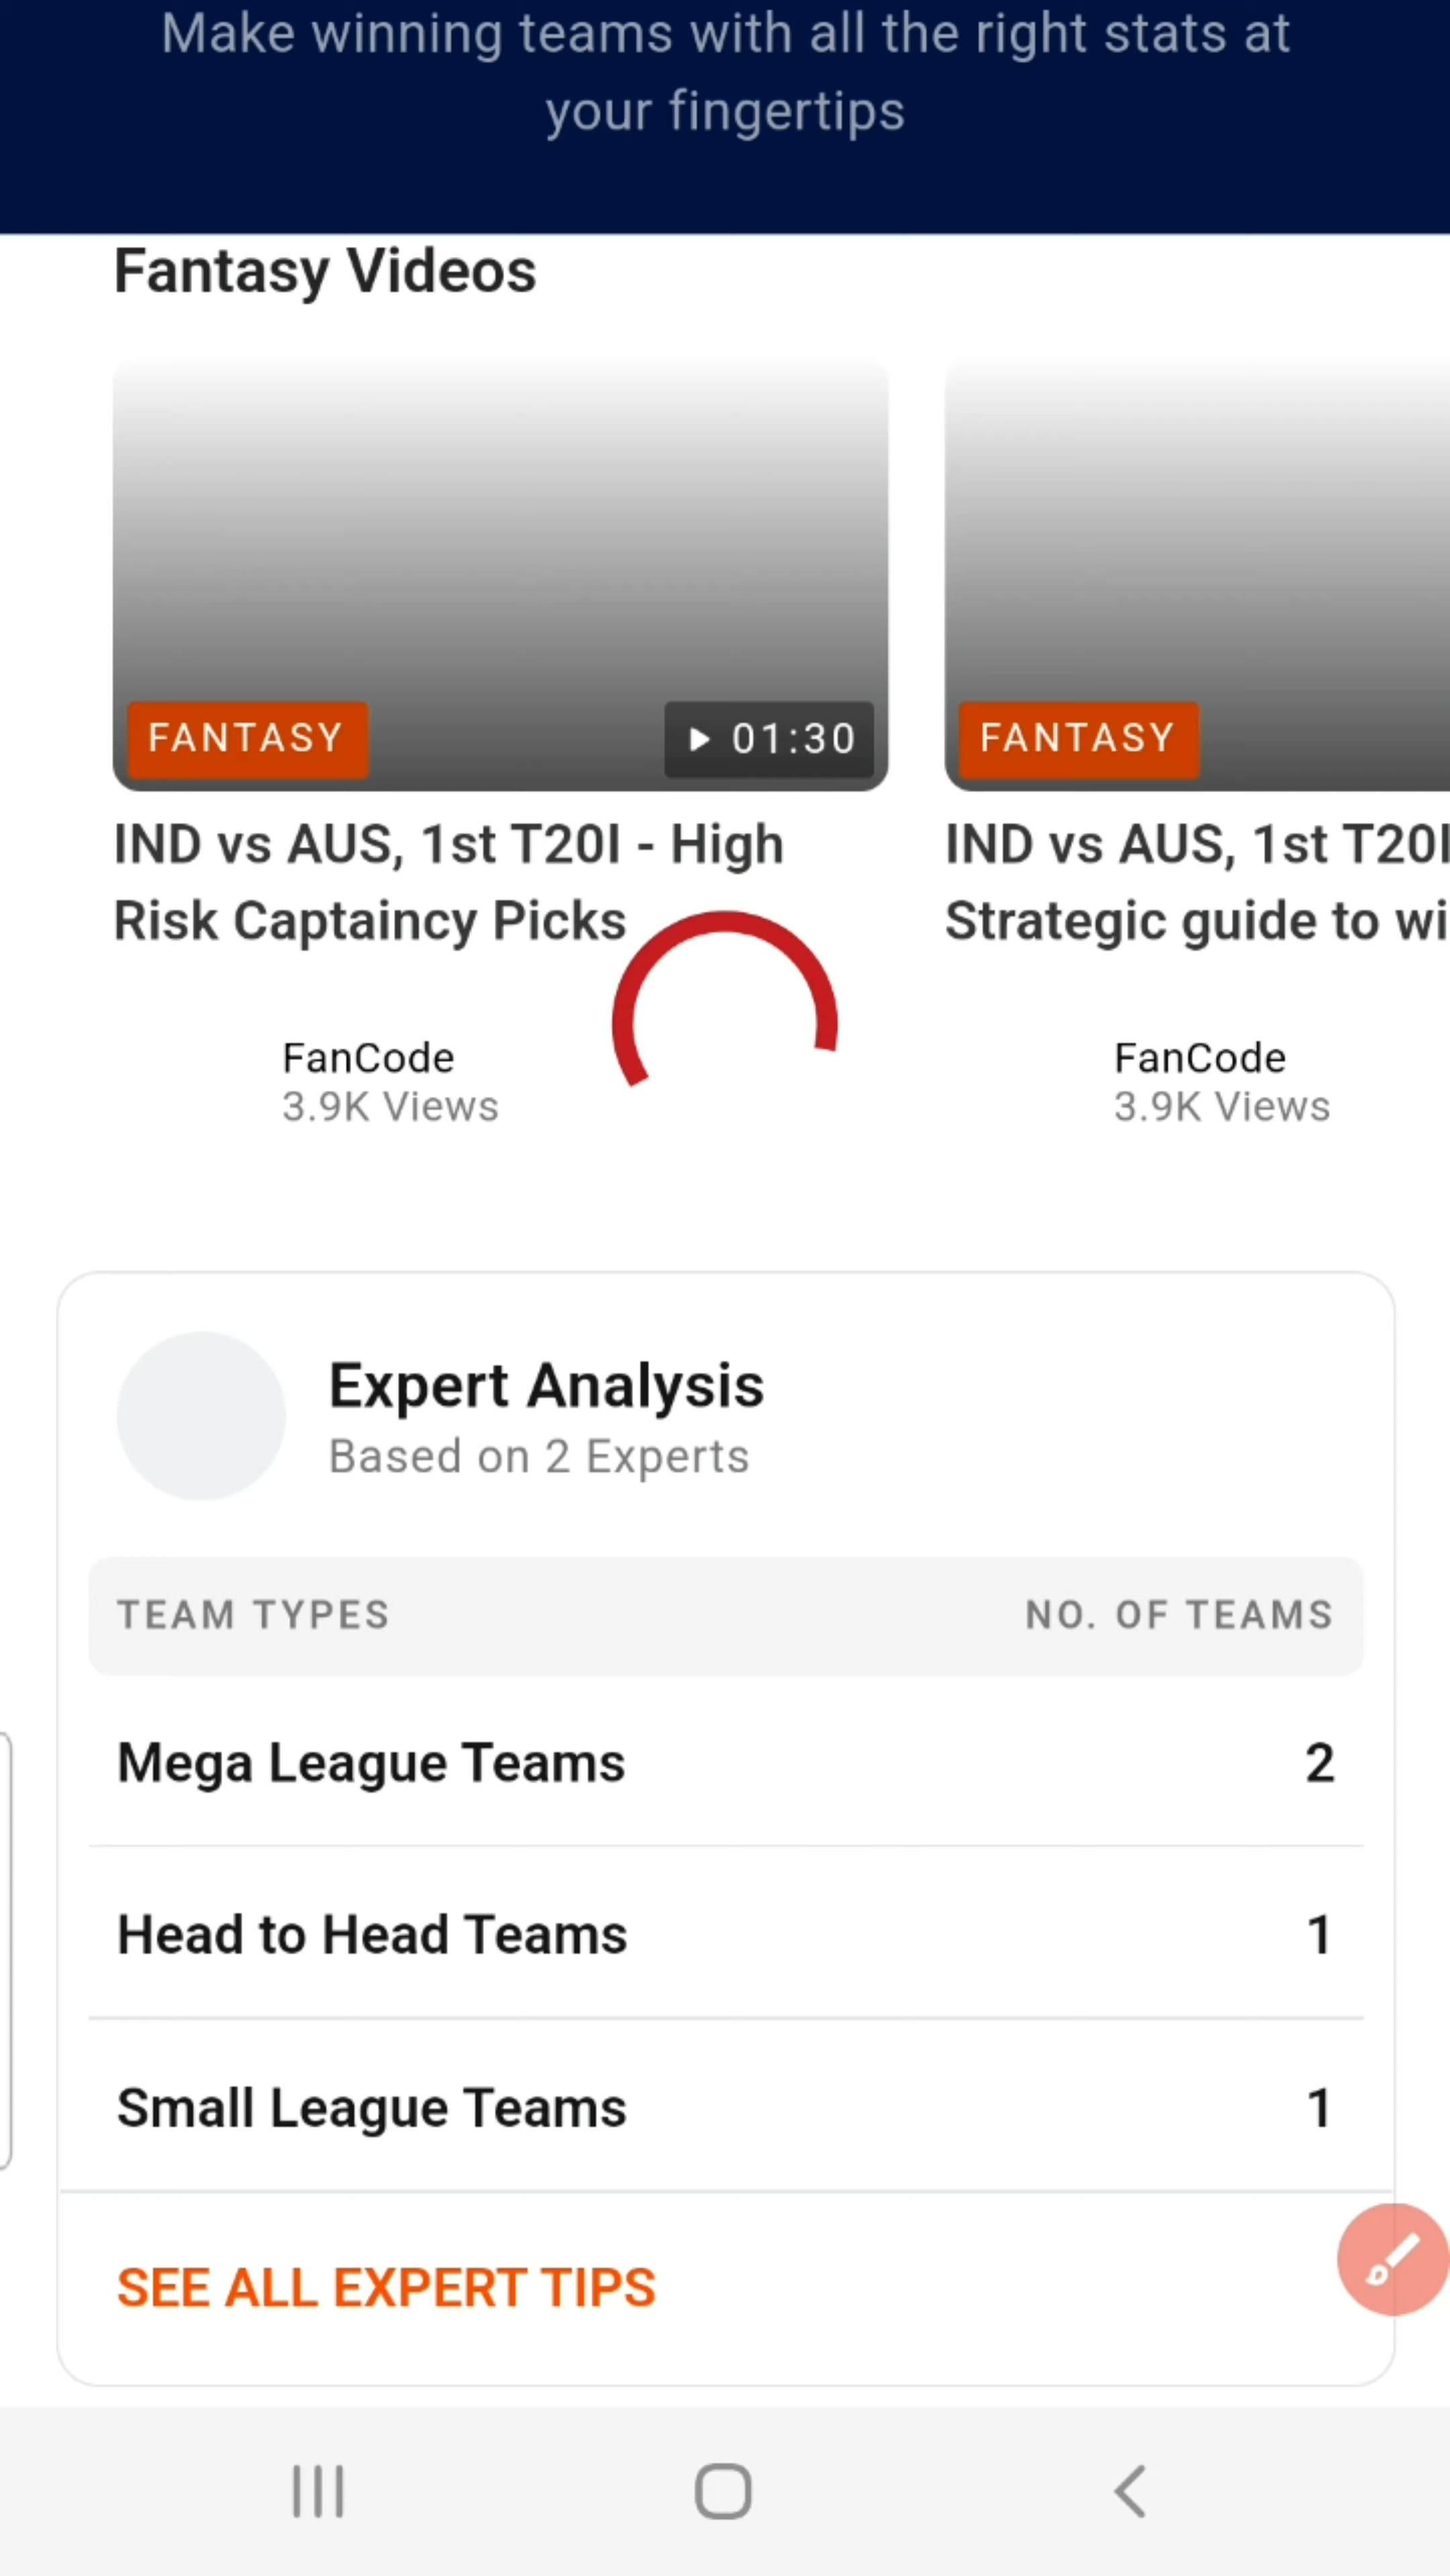 Make winning teams with all the right stats at
your fingertips
Fantasy Videos
FANTASY
01:30
IND vs AUS, 1st T20I - High
Risk Captaincy Picks
FanCode
3.9K Views
FANTASY
IND vs AUS, 1st T20I
Strategic guide to wi
FanCode
3.9K Views
Expert Analysis
Based on 2 Experts
TEAM TYPES NO. OF TEAMS
Mega League Teams 2
Head to Head Teams 1
Small League Teams 1
SEE ALL EXPERT TIPS